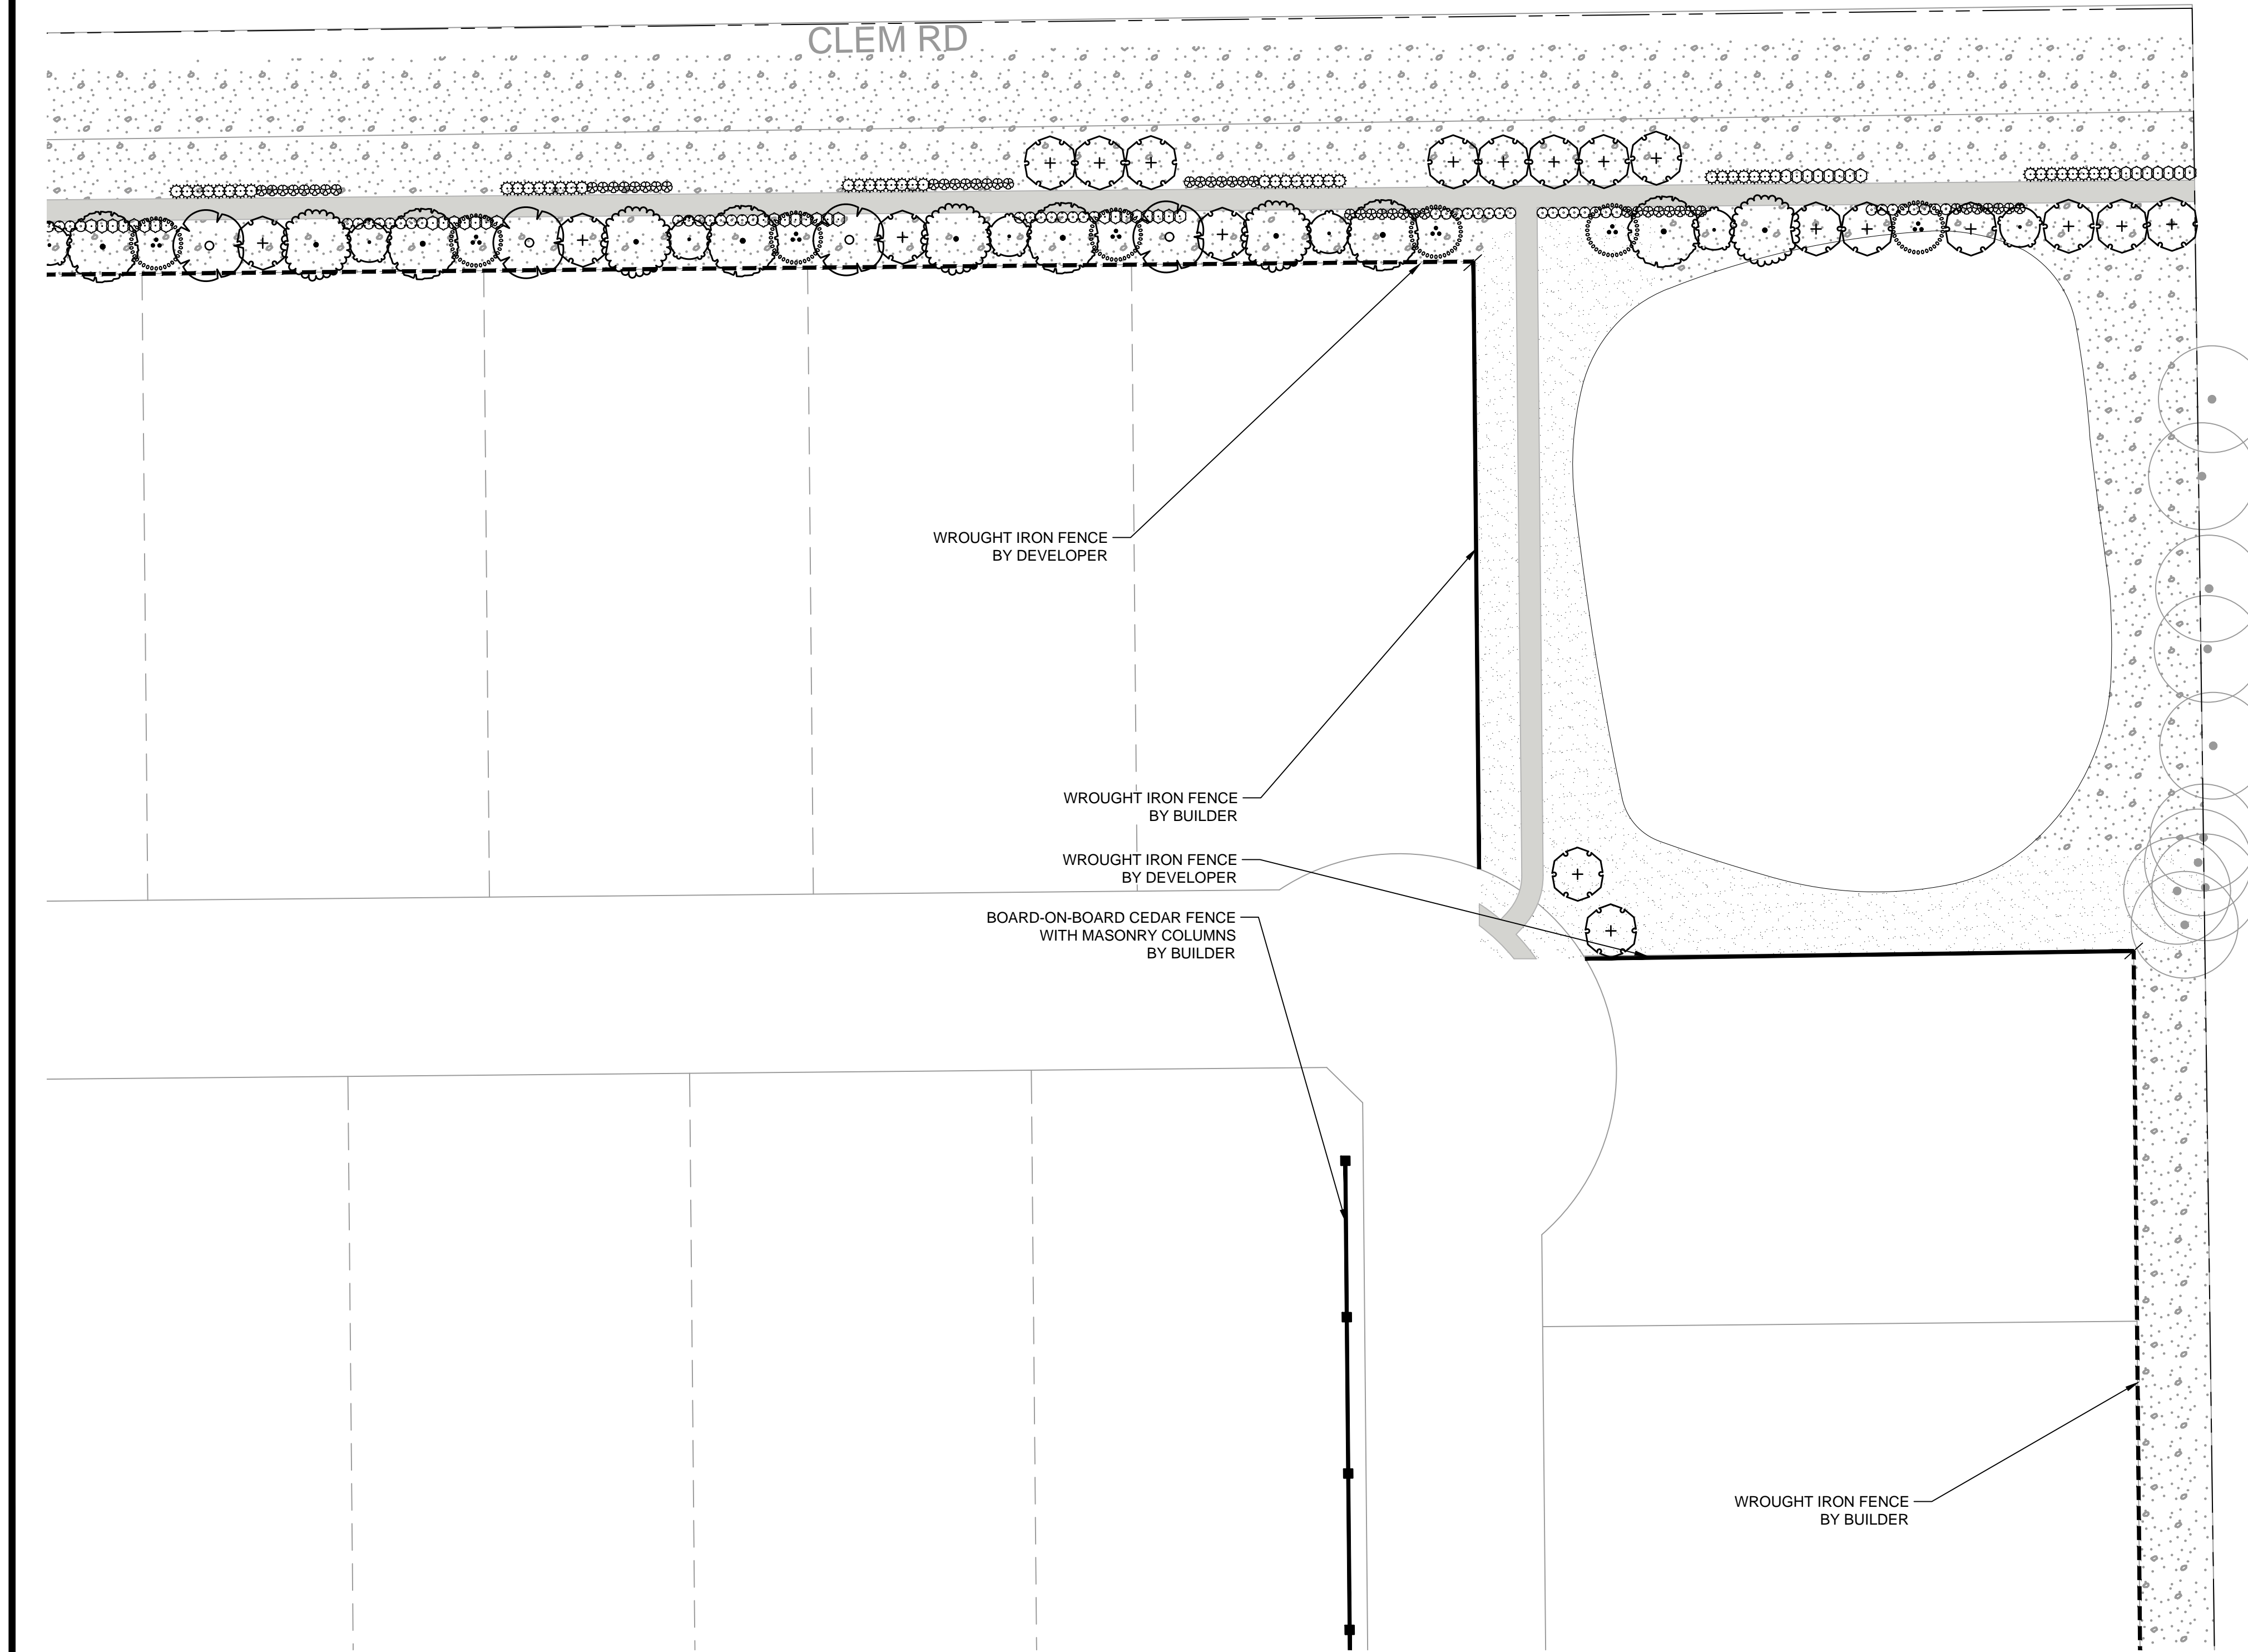 CLEM RD
WROUGHT IRON FENCE
BY DEVELOPER
WROUGHT IRON FENCE
BY BUILDER
WROUGHT IRON FENCE
BY DEVELOPER
BOARD-ON-BOARD CEDAR FENCE
WITH MASONRY COLUMNS
BY BUILDER
WROUGHT IRON FENCE
BY BUILDER